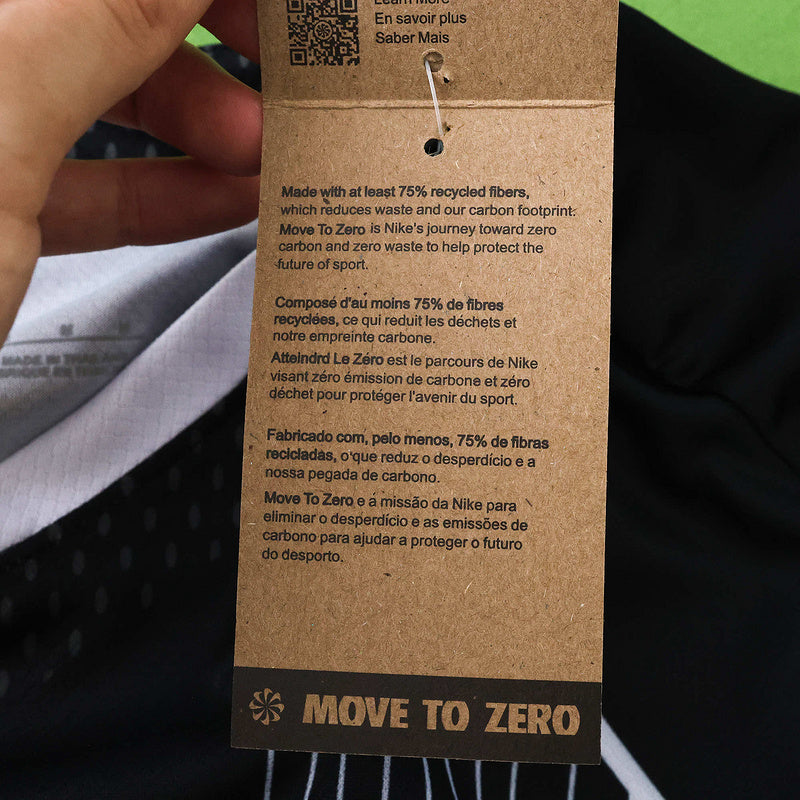 Learn More
En savoir plus
Saber Mais
Made with at least 75% recycled fibers,
which reduces waste and our carbon footprint.
Move To Zero is Nike's journey toward zero
carbon and zero waste to help protect the
future of sport.
Composé d'au moins 75% de fibres
recyclées, ce qui reduit les déchets et
notre empreinte carbone.
Atteindrd Le Zéro est le parcours de Nike
visant zéro émission de carbone et zéro
déchet pour protéger l'avenir du sport.
Fabricado com, pelo menos, 75% de fibras
recicladas, o que reduz o desperdício e a
nossa pegada de carbono.
Move To Zero e á missão da Nike para
eliminar o desperdício e as emissões de
carbono para ajudar a proteger o futuro
do desporto.
MOVE TO ZERO
MADE IN